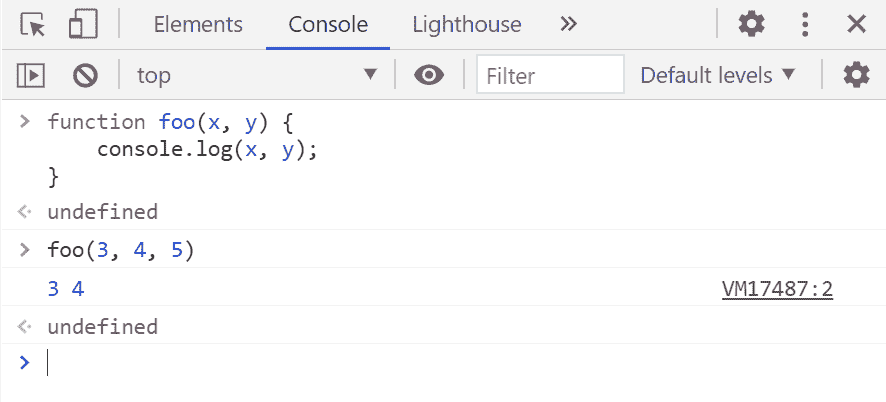 Elements Console Lighthouse »
top Filter Default levels
> function foo(x, y) {
    console.log(x, y);
}
undefined
> foo(3, 4, 5)
3 4 VM17487:2
undefined
>